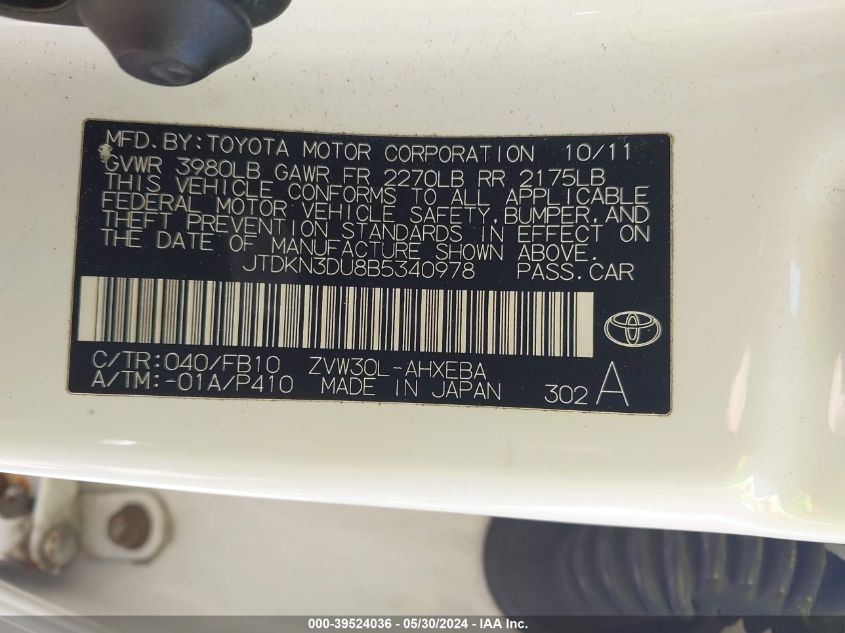 MFD.BY:TOYOTA MOTOR CORPORATION 10/11
GVWR 3980LB GAWR FR 2270LB RR 2175LB
THIS VEHICLE CONFORMS TO ALL APPLICABLE
FEDERAL MOTOR VEHICLE SAFETY,BUMPER,AND
THEFT PREVENTION STANDARDS IN EFFECT ON
THE DATE OF MANUFACTURE SHOWN ABOVE.
JTDKN3DU8B5340978 PASS.CAR
C/TR:040/FB10 ZVW30L-AHXEBA
A/TM:-01A/P410 MADE IN JAPAN 302 A
000-39524036 - 05/30/2024 - IAA Inc.